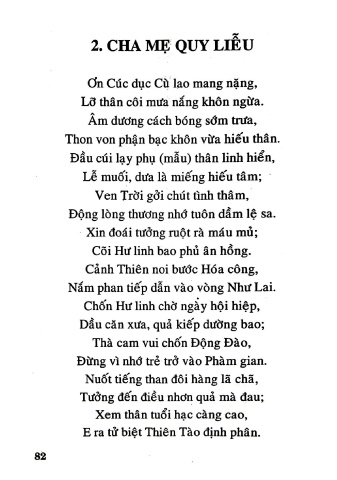 2. CHA MẸ QUY LIỄU
Ơn Cúc dục Cù lao mang nặng,
Lỡ thân côi mưa nắng khôn ngừa.
Âm dương cách bóng sớm trưa,
Thon von phận bạc khôn vừa hiếu thân.
Đầu cúi lạy phụ (mẫu) thân linh hiển,
Lễ muối, dưa là miếng hiếu tâm;
Ven Trời gởi chút tình thâm,
Động lòng thương nhớ tuôn dầm lệ sa.
Xin đoái tưởng ruột rà máu mủ;
Cõi Hư linh bao phủ ân hồng.
Cảnh Thiên noi bước Hóa công,
Nắm phan tiếp dẫn vào vòng Như Lai.
Chốn Hư linh chờ ngày hội hiệp,
Dầu căn xưa, quả kiếp dường bao;
Thà cam vui chốn Động Đào,
Đừng vì nhớ trẻ trở vào Phàm gian.
Nuốt tiếng than đôi hàng lã chã,
Tưởng đến điều nhơn quả mà đau;
Xem thân tuổi hạc càng cao,
E ra tử biệt Thiên Tào định phân.
82